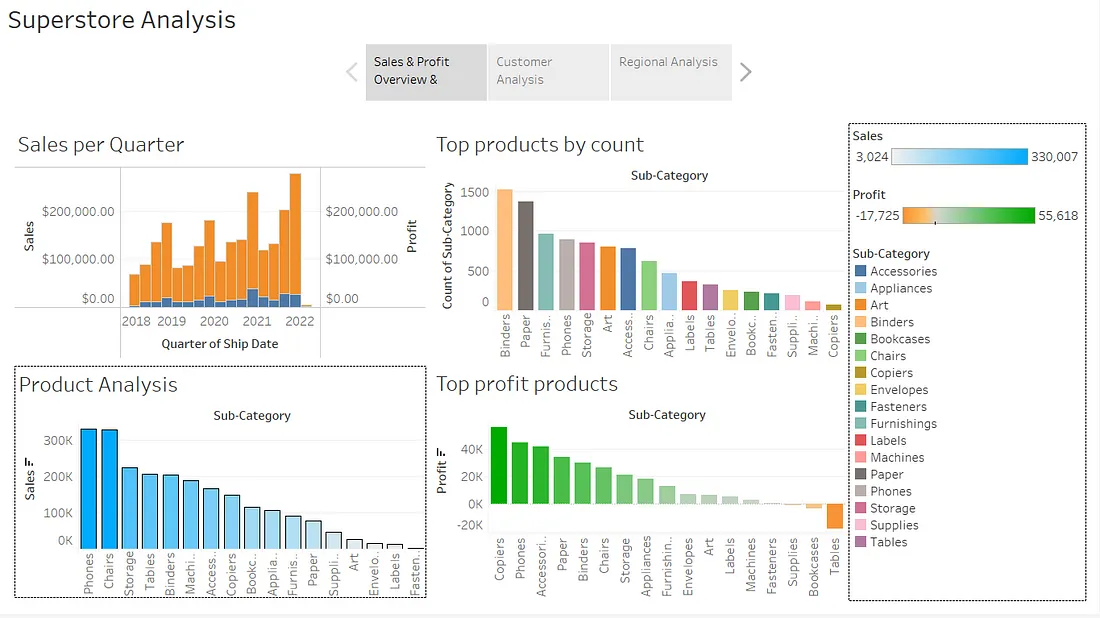 Superstore Analysis
Sales & Profit
Overview &
Customer
Analysis
Regional Analysis
Sales per Quarter
Sales
$200,000.00
$100,000.00
$0.00
$200,000.00
$100,000.00
$0.00
Profit
2018 2019 2020 2021 2022
Quarter of Ship Date
Top products by count
Sub-Category
Count of Sub-Category
1500
1000
500
0
Binders
Paper
Furnis..
Phones
Storage
Art
Access..
Chairs
Applia..
Labels
Tables
Envelo..
Bookc..
Fasten..
Suppli..
Machi..
Copiers
Product Analysis
Sub-Category
Sales
300K
200K
100K
0K
Phones
Chairs
Storage
Tables
Binders
Machi..
Access..
Copiers
Bookc..
Applia..
Furnis..
Paper
Suppli..
Art
Envelo..
Labels
Fasten..
Top profit products
Sub-Category
Profit
40K
20K
0K
-20K
Copiers
Phones
Accessori..
Paper
Binders
Chairs
Storage
Appliances
Furnishin..
Envelopes
Art
Labels
Machines
Fasteners
Supplies
Bookcases
Tables
Sales
3,024 330,007
Profit
-17,725 55,618
Sub-Category
Accessories
Appliances
Art
Binders
Bookcases
Chairs
Copiers
Envelopes
Fasteners
Furnishings
Labels
Machines
Paper
Phones
Storage
Supplies
Tables